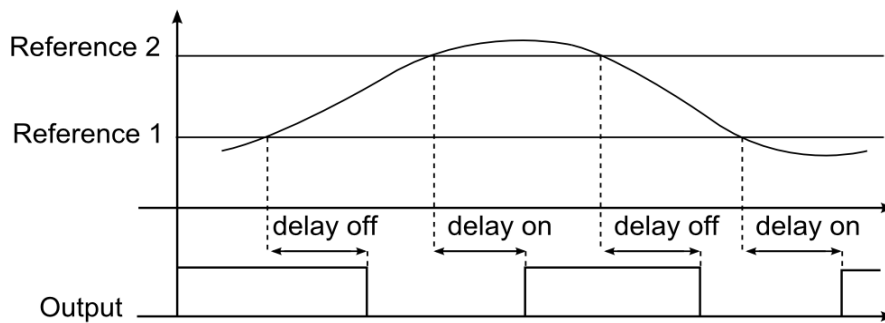 Reference 2
Reference 1
delay off
delay on
delay off
delay on
Output